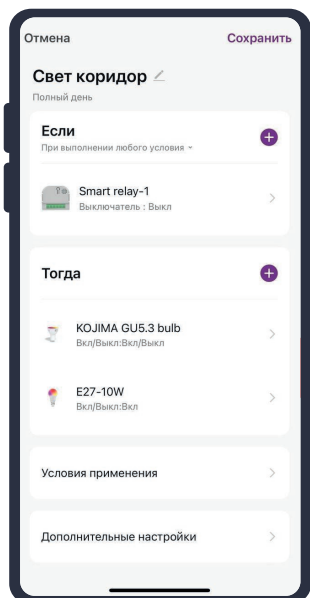 Отмена
Сохранить
Свет коридор
Полный день
Если
При выполнении любого условия
Smart relay-1
Выключатель : Выкл
Тогда
KOJIMA GU5.3 bulb
Вкл/Выкл:Вкл/Выкл
E27-10W
Вкл/Выкл:Вкл
Условия применения
Дополнительные настройки